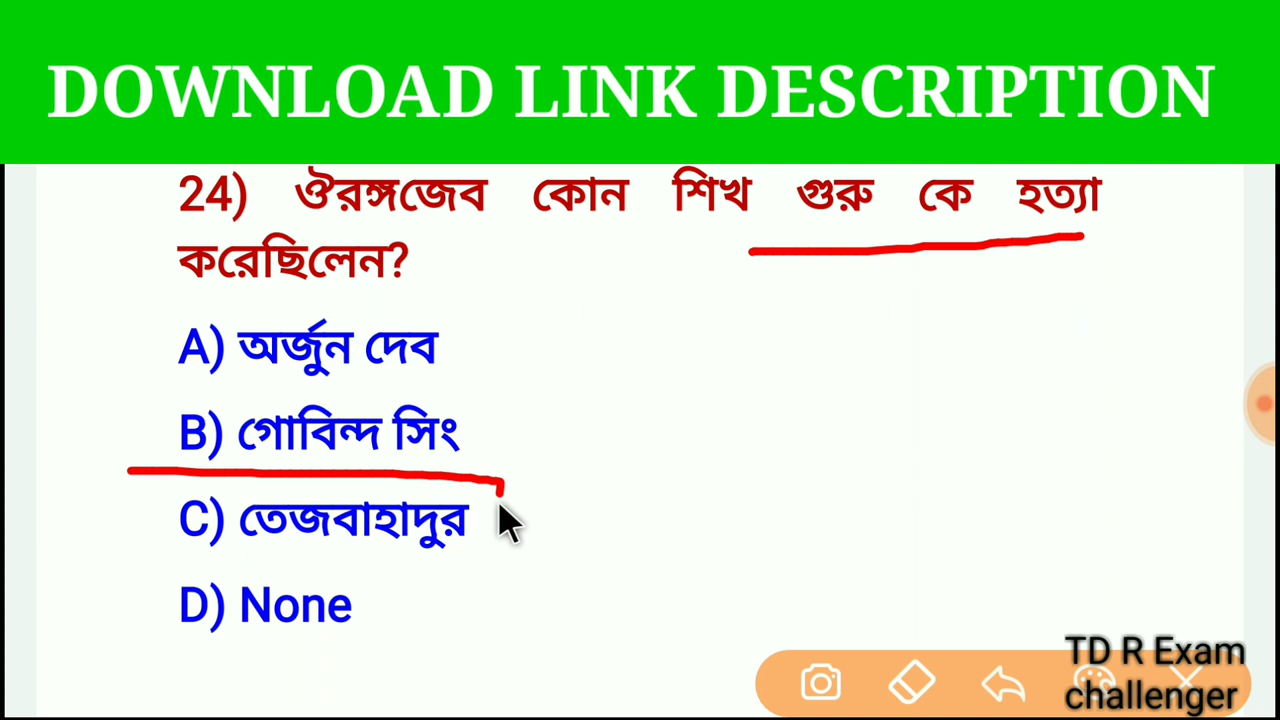 DOWNLOAD LINK DESCRIPTION
24) ঔরঙ্গজেব কোন শিখ গুরু কে হত্যা
করেছিলেন?
A) অর্জুন দেব
B) গোবিন্দ সিং
C) তেজবাহাদুর
D) None
TD R Exam
challenger